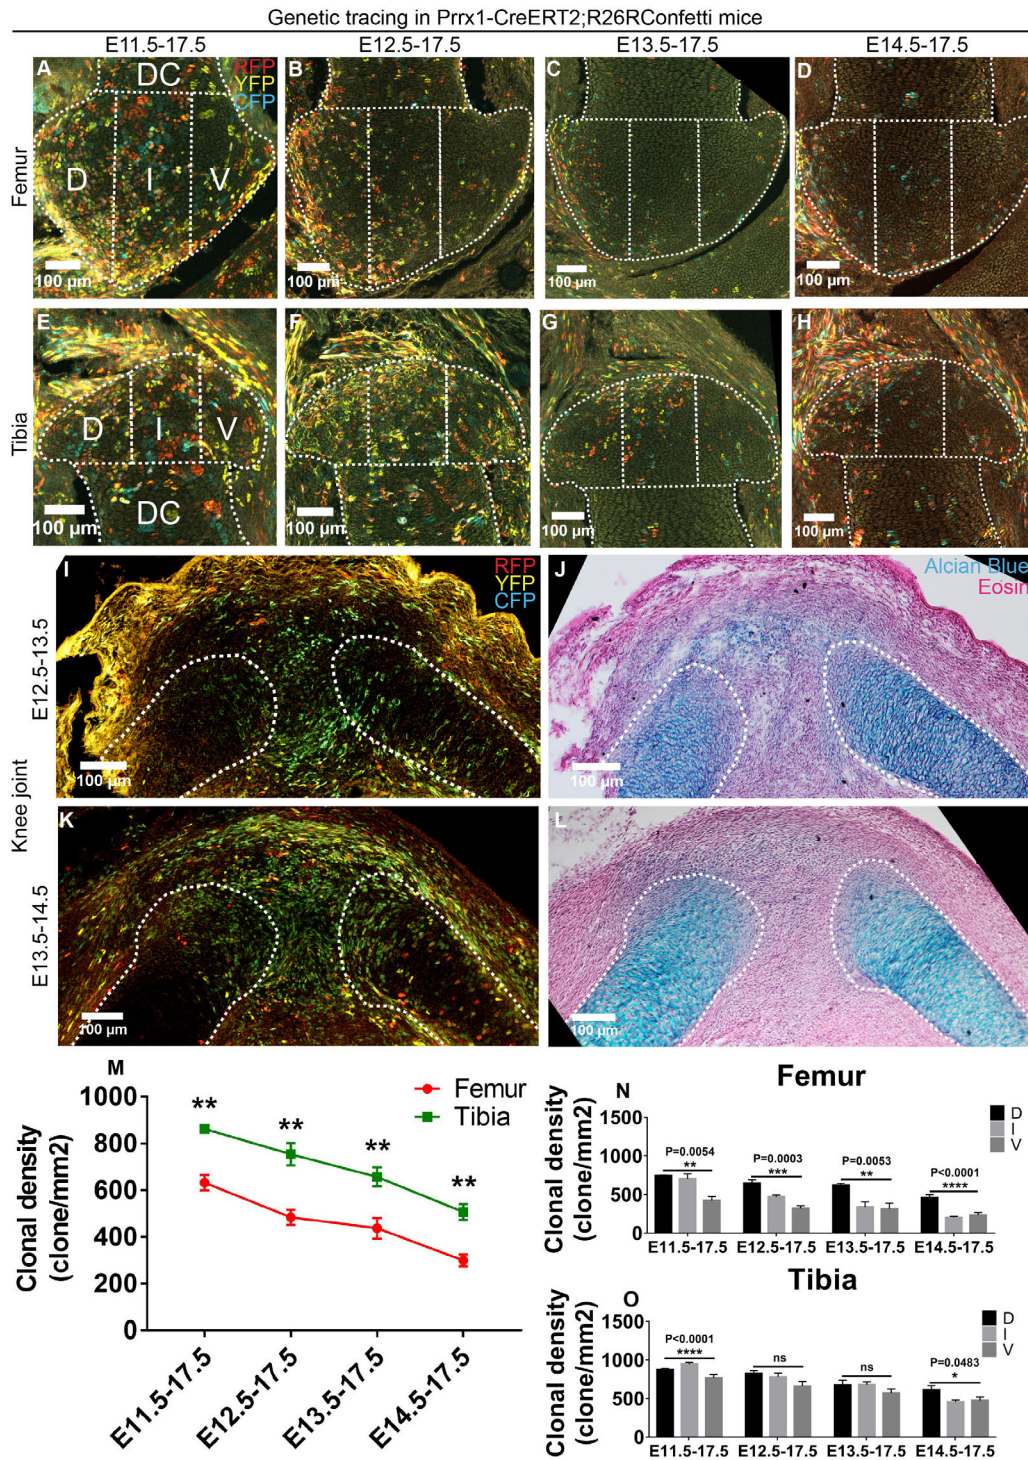 Genetic tracing in Prrx1-CreERT2;R26RConfetti mice
E11.5-17.5 E12.5-17.5 E13.5-17.5 E14.5-17.5
Femur
A DC RFP
YFP
CFP
D I V
100 µm
B
100 µm
C
100 µm
D
100 µm
Tibia
E
D I V
DC
100 µm
F
100 µm
G
100 µm
H
100 µm
Knee joint
E12.5-13.5
I RFP
YFP
CFP
100 µm
J Alcian Blue
Eosin
100 µm
E13.5-14.5
K
100 µm
L
100 µm
M
Clonal density
(clone/mm2)
1000
800
600
400
200
0
** ** ** **
Femur
Tibia
E11.5-17.5 E12.5-17.5 E13.5-17.5 E14.5-17.5
Femur
N
Clonal density
(clone/mm2)
1500
1000
500
0
P=0.0054 P=0.0003 P=0.0053 P<0.0001
** *** ** ****
D
I
V
E11.5-17.5 E12.5-17.5 E13.5-17.5 E14.5-17.5
Tibia
O
Clonal density
(clone/mm2)
1500
1000
500
0
P<0.0001 ns ns P=0.0483
**** *
D
I
V
E11.5-17.5 E12.5-17.5 E13.5-17.5 E14.5-17.5